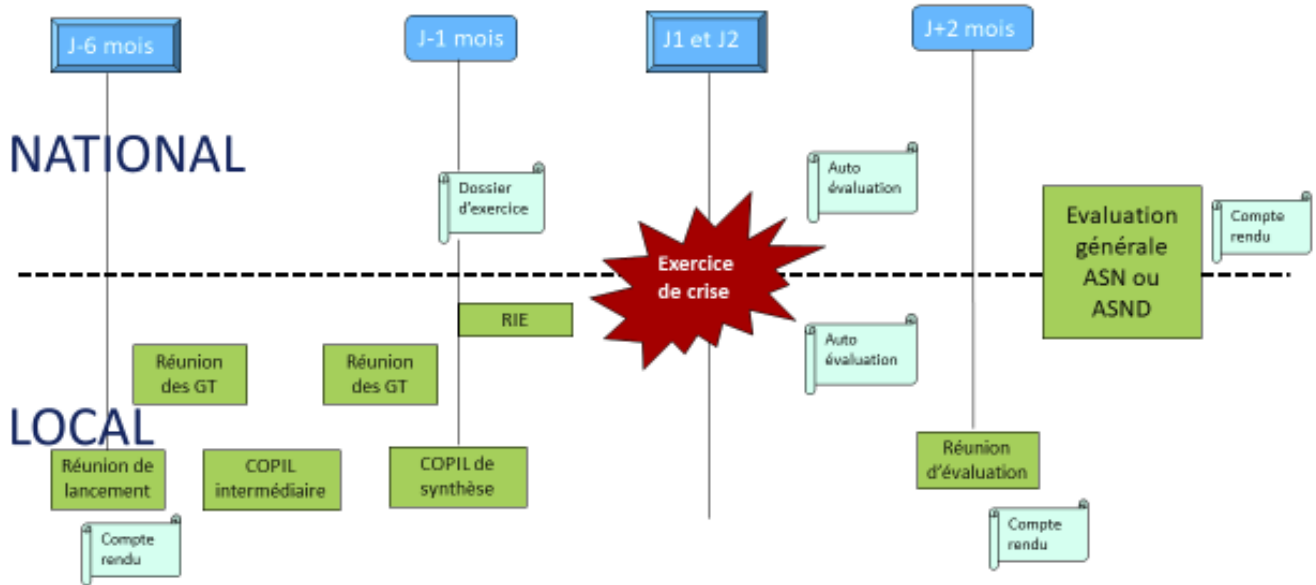 J-6 mois
J-1 mois
J1 et J2
J+2 mois
NATIONAL
Dossier
d'exercice
Auto
évaluation
Evaluation
générale
ASN ou
ASND
Compte
rendu
Exercice
de crise
RIE
Auto
évaluation
Réunion
des GT
Réunion
des GT
LOCAL
Réunion de
lancement
COPIL
intermédiaire
COPIL de
synthèse
Réunion
d'évaluation
Compte
rendu
Compte
rendu